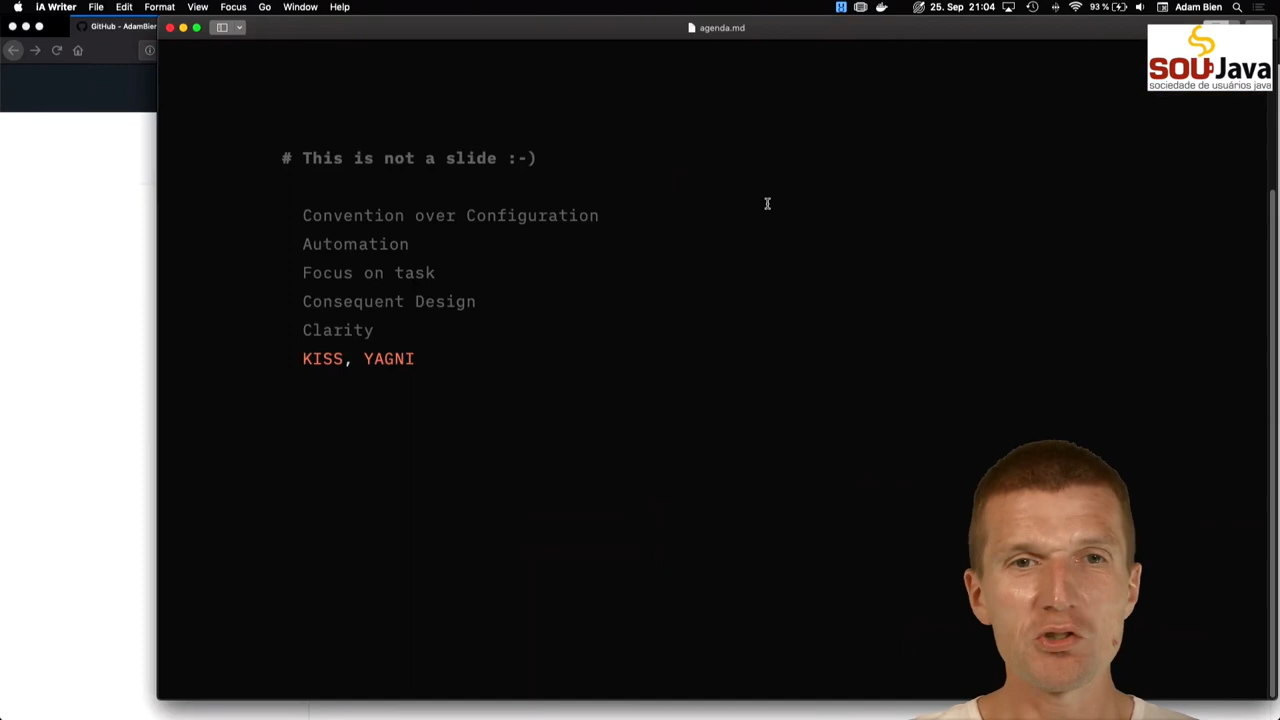 iA Writer File Edit Format View Focus Go Window Help
25. Sep 21:04 93 % Adam Bien
GitHub - AdamBien
agenda.md
SOUJava
sociedade de usuários java
# This is not a slide :-)
Convention over Configuration
Automation
Focus on task
Consequent Design
Clarity
KISS, YAGNI